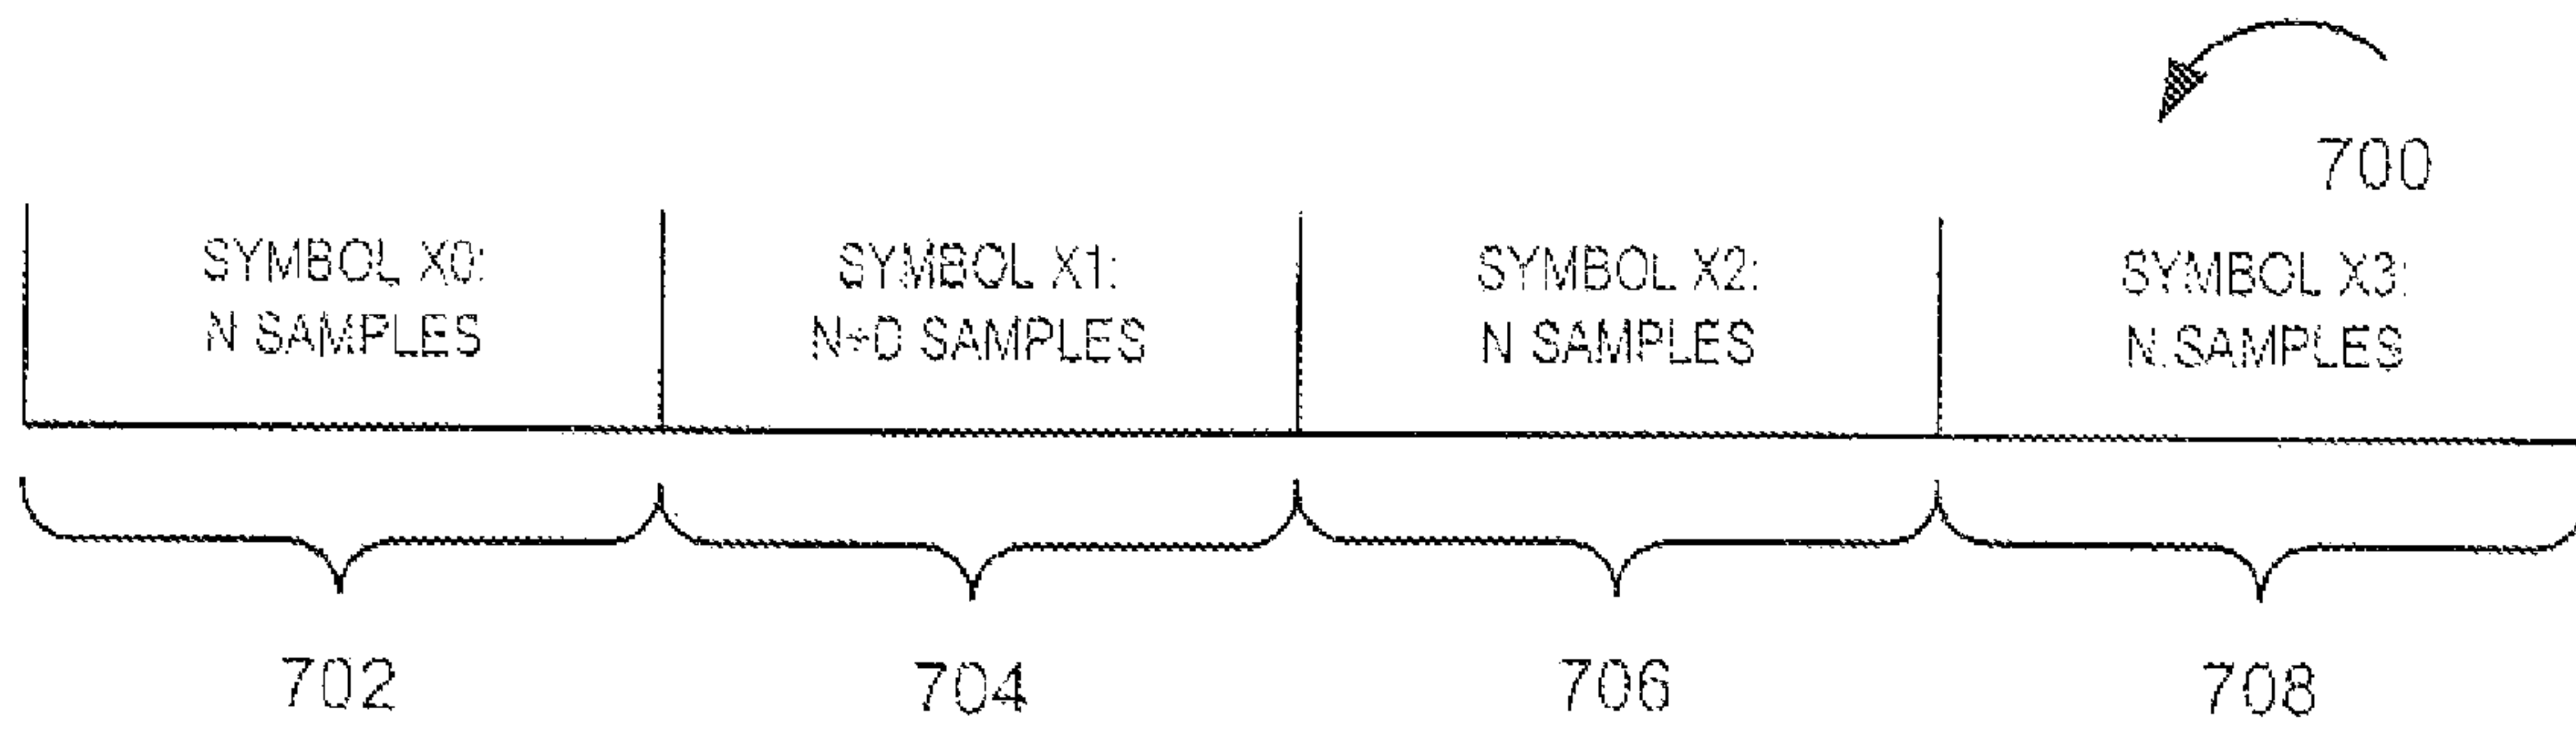 700
SYMBOL X0:
N SAMPLES
SYMBOL X1:
N+D SAMPLES
SYMBOL X2:
N SAMPLES
SYMBOL X3:
N SAMPLES
702
704
706
708